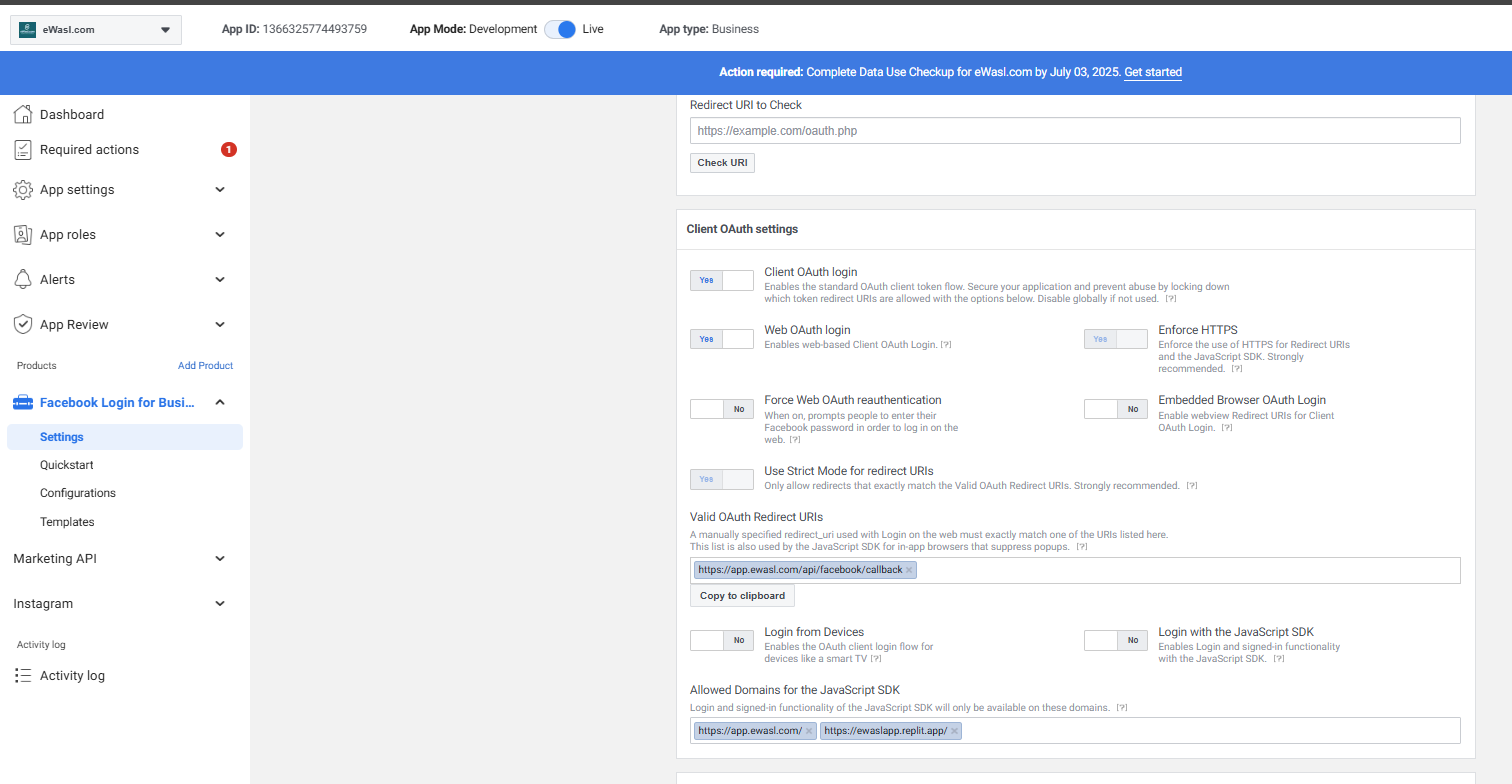 eWasl.com
App ID: 1366325774493759
App Mode: Development
Live
App type: Business
Action required: Complete Data Use Checkup for eWasl.com by July 03, 2025. Get started
Dashboard
Required actions
1
App settings
App roles
Alerts
App Review
Products
Add Product
Facebook Login for Busi...
Settings
Quickstart
Configurations
Templates
Marketing API
Instagram
Activity log
Activity log
Redirect URI to Check
https://example.com/oauth.php
Check URI
Client OAuth settings
Yes
Client OAuth login
Enables the standard OAuth client token flow. Secure your application and prevent abuse by locking down
which token redirect URIs are allowed with the options below. Disable globally if not used. [?]
Yes
Web OAuth login
Enables web-based Client OAuth Login. [?]
Yes
Enforce HTTPS
Enforce the use of HTTPS for Redirect URIs
and the JavaScript SDK. Strongly
recommended. [?]
No
Force Web OAuth reauthentication
When on, prompts people to enter their
Facebook password in order to log in on the
web. [?]
No
Embedded Browser OAuth Login
Enable webview Redirect URIs for Client
OAuth Login. [?]
Yes
Use Strict Mode for redirect URIs
Only allow redirects that exactly match the Valid OAuth Redirect URIs. Strongly recommended. [?]
Valid OAuth Redirect URIs
A manually specified redirect_uri used with Login on the web must exactly match one of the URIs listed here.
This list is also used by the JavaScript SDK for in-app browsers that suppress popups. [?]
https://app.ewasl.com/api/facebook/callback ×
Copy to clipboard
No
Login from Devices
Enables the OAuth client login flow for
devices like a smart TV [?]
No
Login with the JavaScript SDK
Enables Login and signed-in functionality
with the JavaScript SDK. [?]
Allowed Domains for the JavaScript SDK
Login and signed-in functionality of the JavaScript SDK will only be available on these domains. [?]
https://app.ewasl.com/ × https://ewaslapp.replit.app/ ×